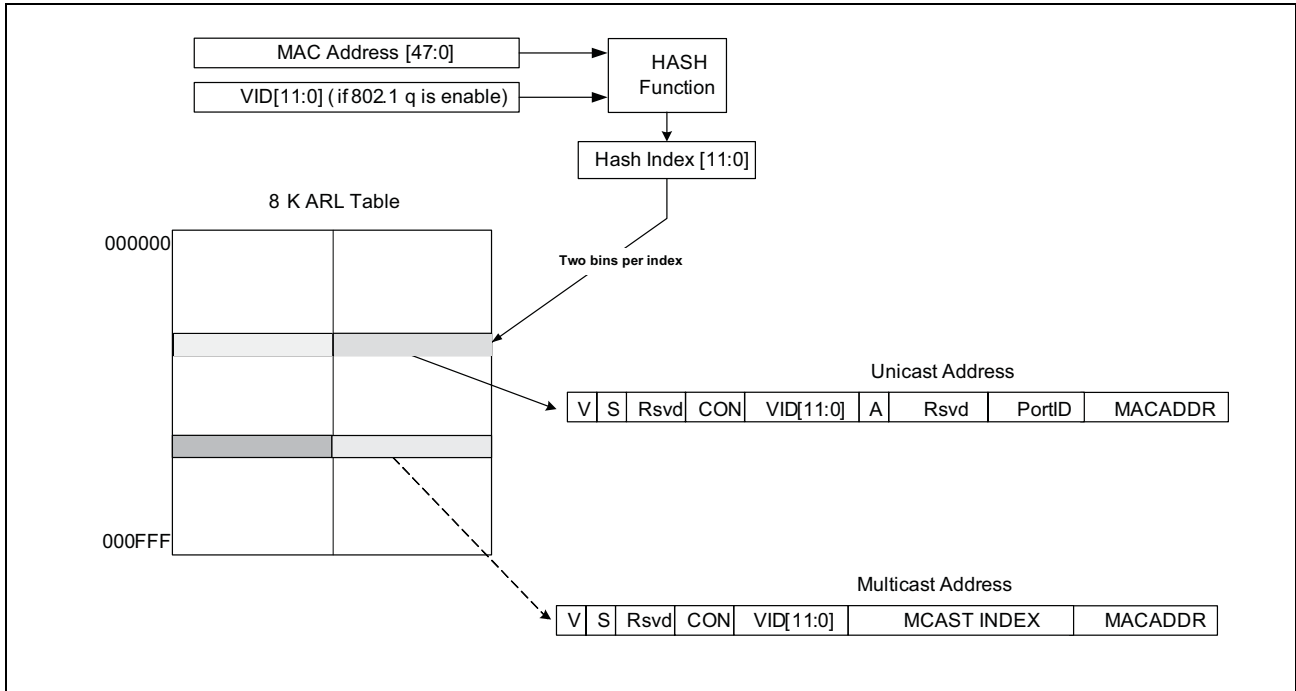 MAC Address [47:0]
HASH
Function
VID[11:0] ( if 802.1 q is enable)
Hash Index [11:0]
8 K ARL Table
000000
Two bins per index
Unicast Address
V S Rsvd CON VID[11:0] A Rsvd PortID MACADDR
000FFF
Multicast Address
V S Rsvd CON VID[11:0] MCAST INDEX MACADDR